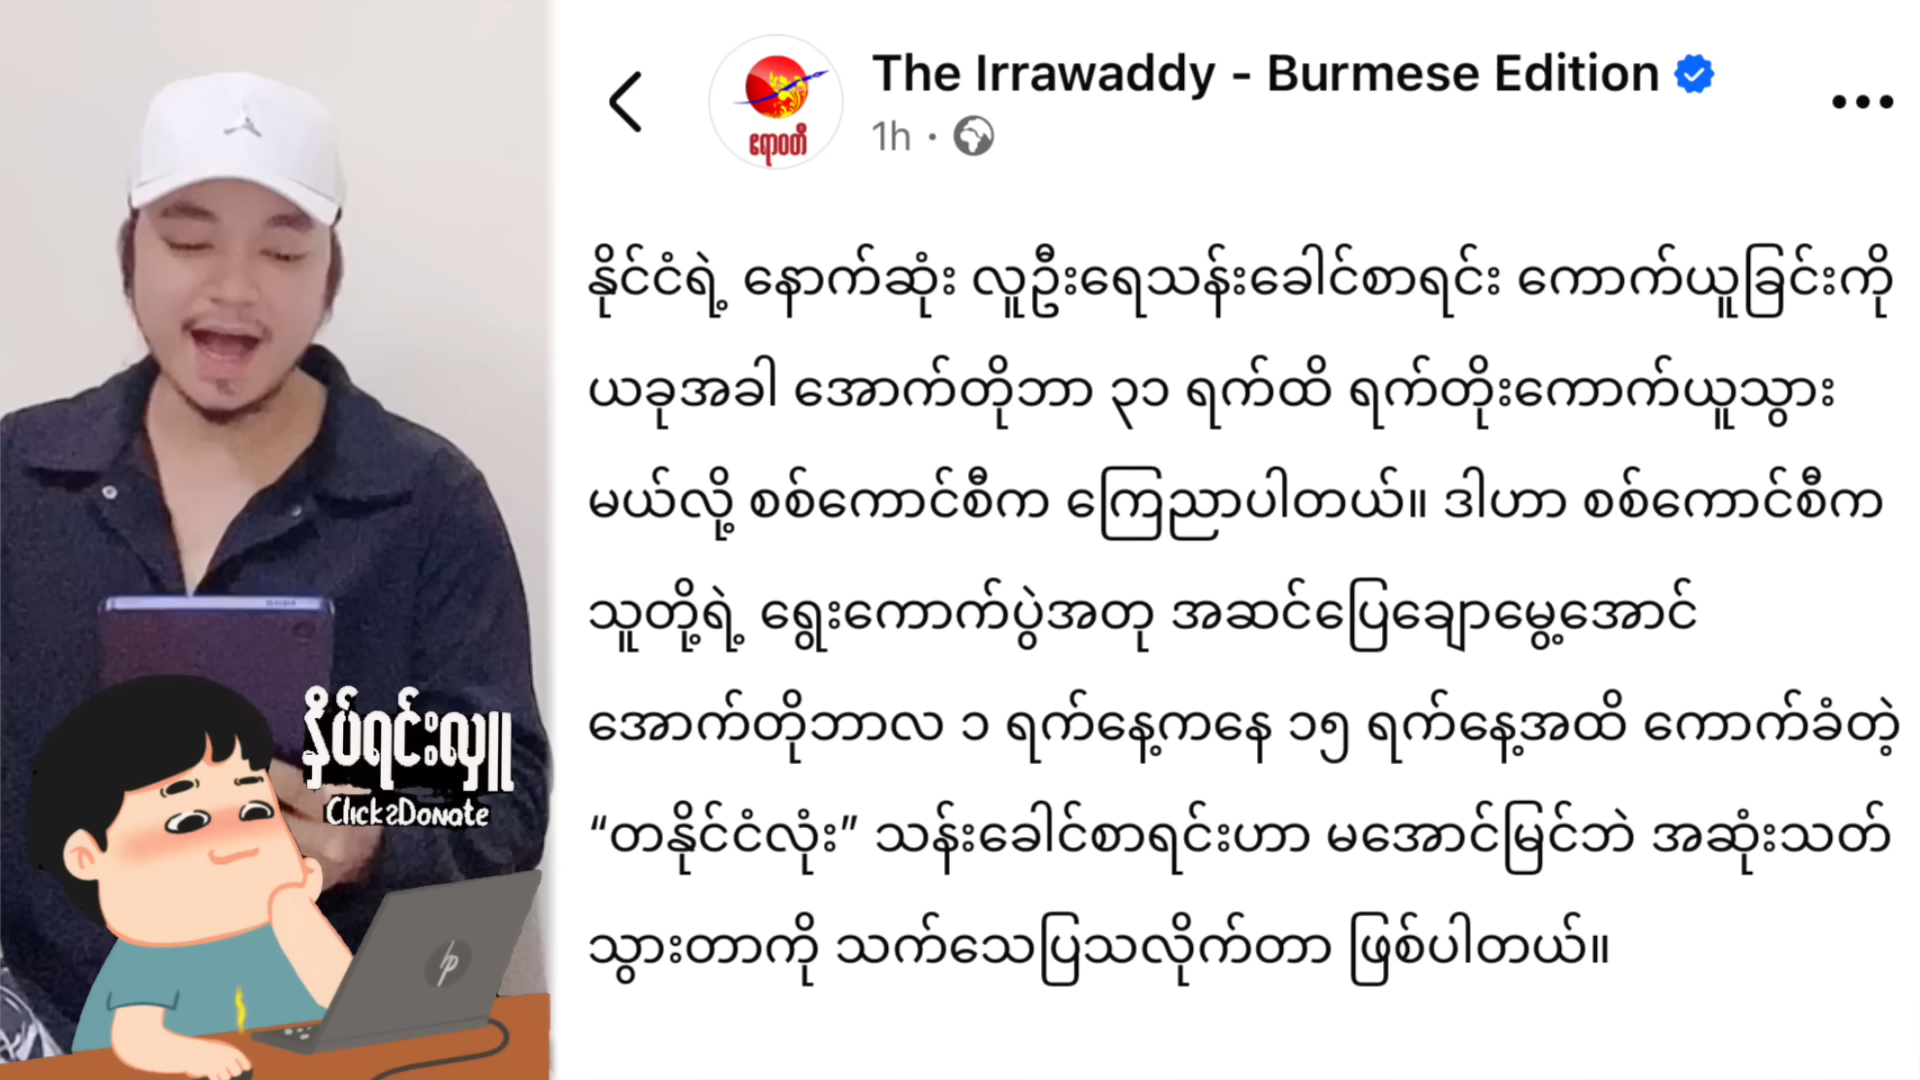 The Irrawaddy - Burmese Edition
1h
ဧရာဝတီ
နိုင်ငံရဲ့ နောက်ဆုံး လူဦးရေသန်းခေါင်စာရင်း ကောက်ယူခြင်းကို
ယခုအခါ အောက်တိုဘာ ၃၁ ရက်ထိ ရက်တိုးကောက်ယူသွား
မယ်လို့ စစ်ကောင်စီက ကြေညာပါတယ်။ ဒါဟာ စစ်ကောင်စီက
သူတို့ရဲ့ ရွေးကောက်ပွဲအတု အဆင်ပြေချောမွေ့အောင်
အောက်တိုဘာလ ၁ ရက်နေ့ကနေ ၁၅ ရက်နေ့အထိ ကောက်ခံတဲ့
“တနိုင်ငံလုံး” သန်းခေါင်စာရင်းဟာ မအောင်မြင်ဘဲ အဆုံးသတ်
သွားတာကို သက်သေပြသလိုက်တာ ဖြစ်ပါတယ်။
နှိပ်ရင်းလှူ
Click2Donate
hp